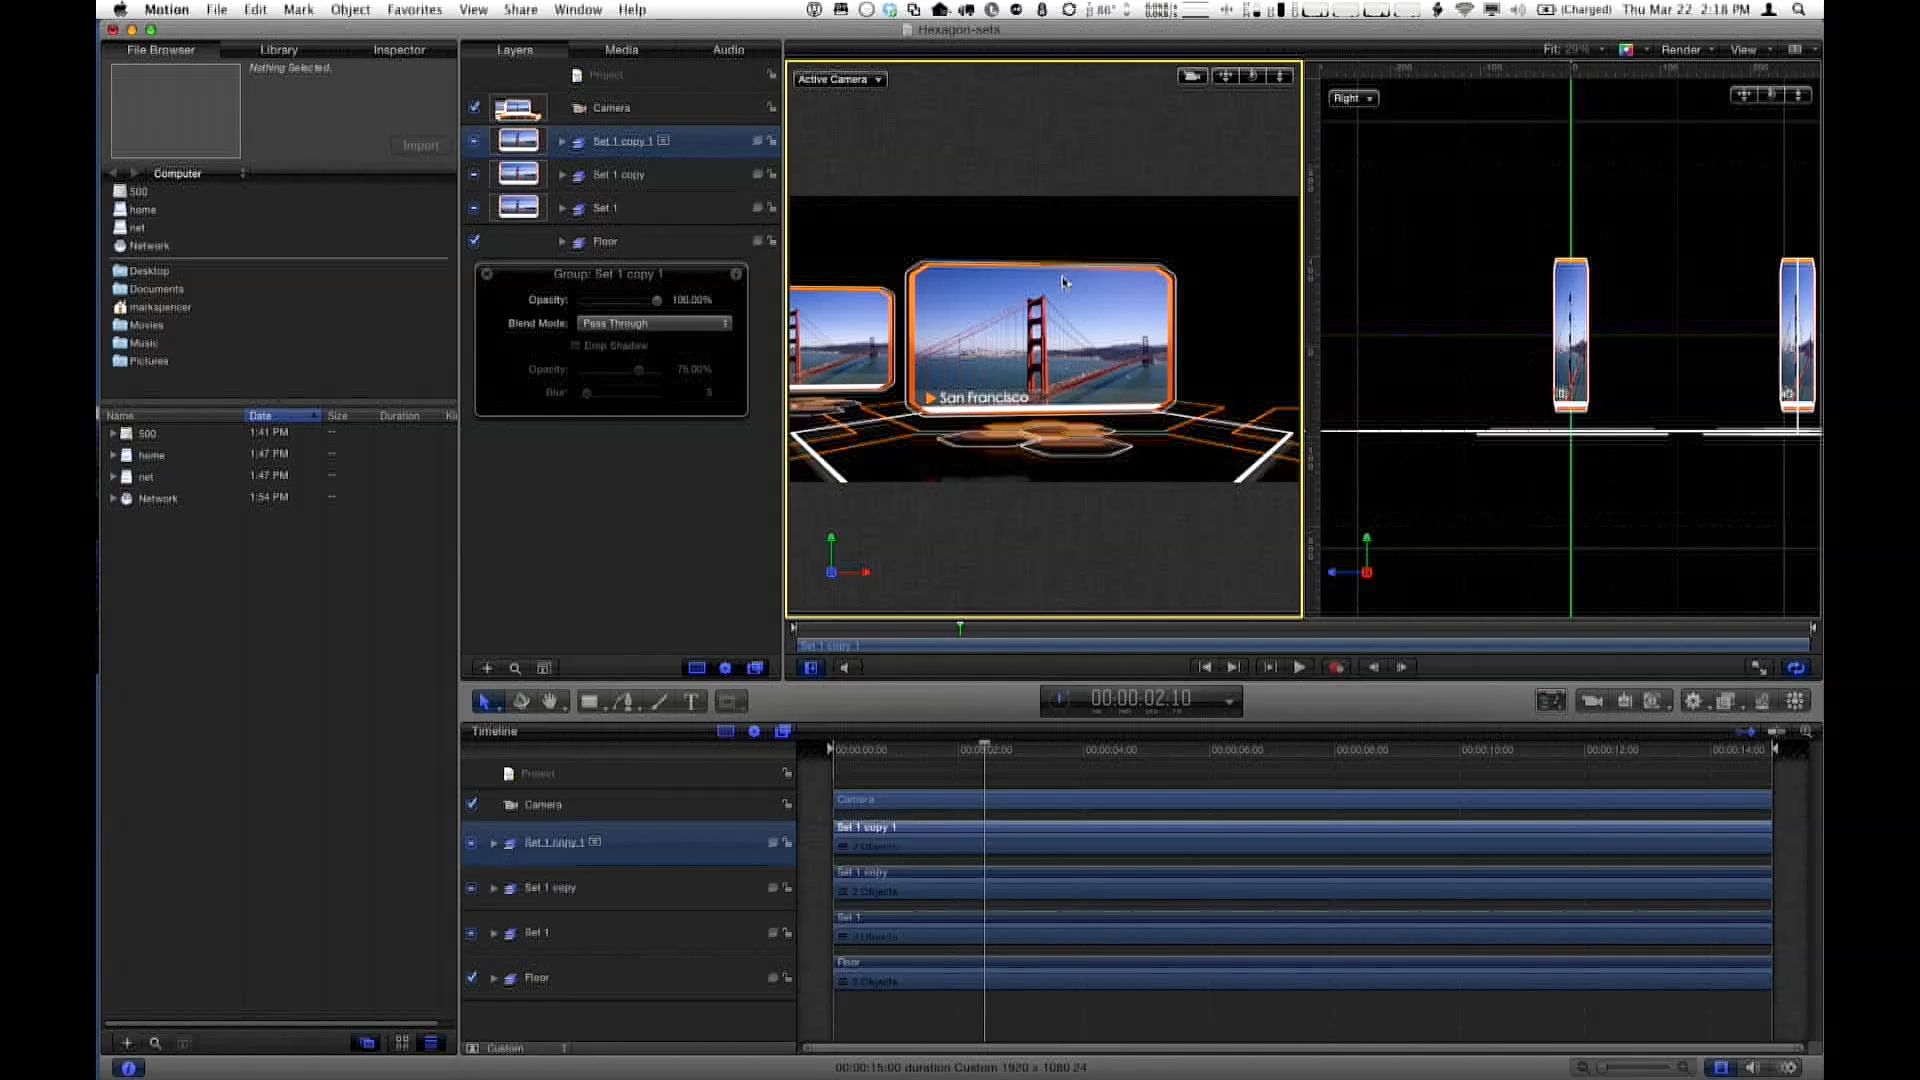 Motion File Edit Mark Object Favorites View Share Window Help
(Charged) Thu Mar 22 2:18 PM
Hexagon-sets
File Browser Library Inspector
Layers Media Audio
Fit: 29% Render View
Nothing Selected.
Import
Computer
500
home
net
Network
Desktop
Documents
markspencer
Movies
Music
Pictures
Name Date Size Duration
500 1:41 PM --
home 1:47 PM --
net 1:47 PM --
Network 1:54 PM --
Project
Camera
Set 1 copy 1
Set 1 copy
Set 1
Floor
Group: Set 1 copy 1
Opacity: 100.00%
Blend Mode: Pass Through
Drop Shadow
Opacity: 75.00%
Blur: 5
Active Camera
San Francisco
Right
Set 1 copy 1
00:00:02.10
Timeline
00:00:00:00 00:00:02:00 00:00:04:00 00:00:06:00 00:00:08:00 00:00:10:00 00:00:12:00 00:00:14:00
Project
Camera
Camera
Set 1 copy 1
Set 1 copy 1
2 Objects
Set 1 copy
Set 1 copy
2 Objects
Set 1
Set 1
2 Objects
Floor
Floor
Custom
00:00:15:00 duration Custom 1920 x 1080 24